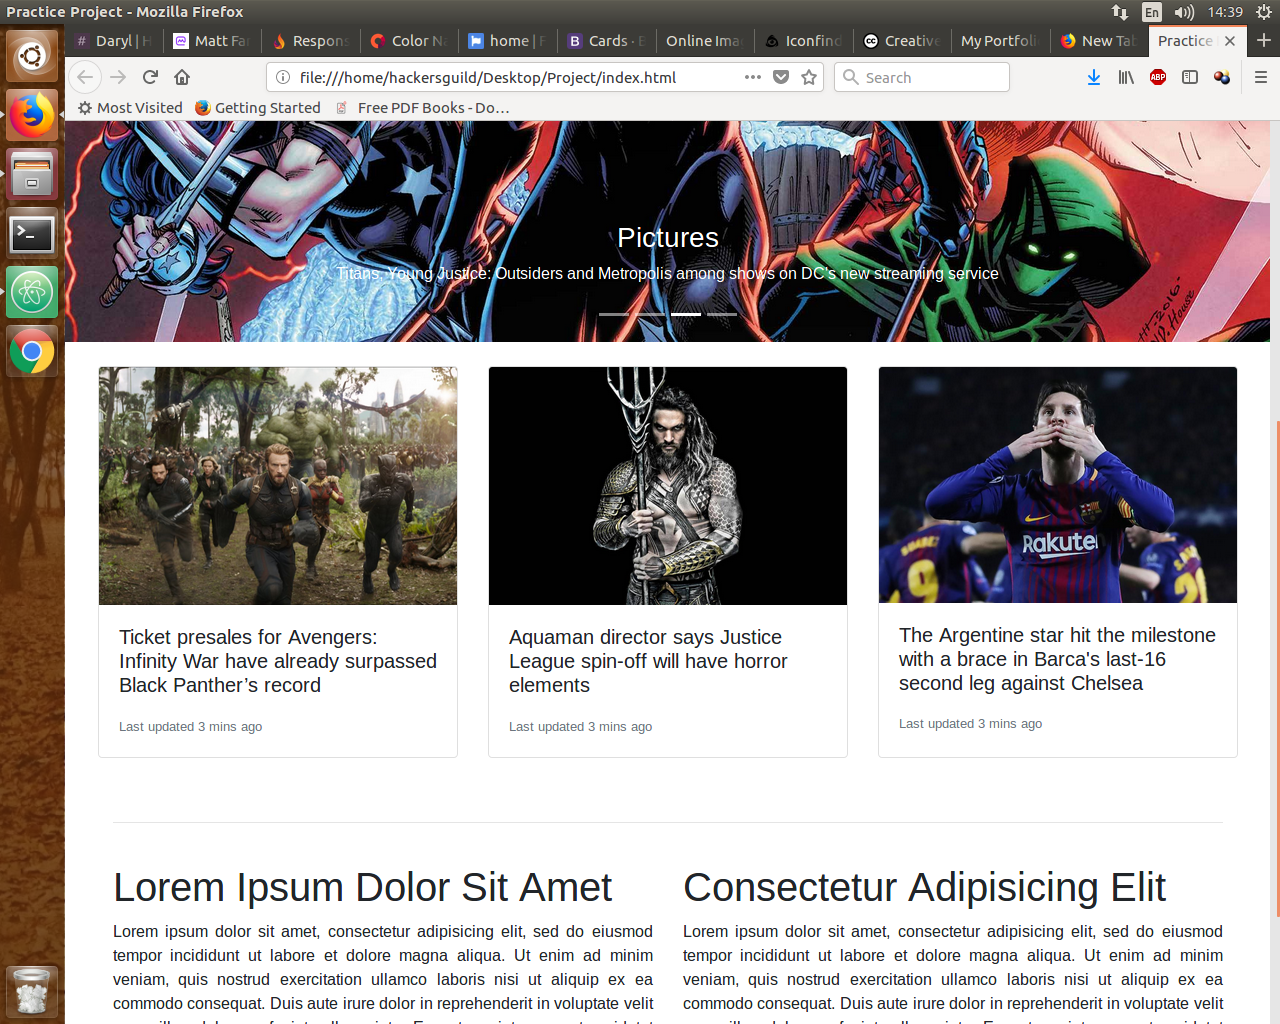 Practice Project - Mozilla Firefox
En 14:39
Daryl | H
Matt Far
Respons
Color Na
home | F
B Cards · B
Online Ima
Iconfind
Creative
My Portfoli
New Tab
Practice
file:///home/hackersguild/Desktop/Project/index.html
Search
ABP
Most Visited
Getting Started
Free PDF Books - Do…
Pictures
Titans, Young Justice: Outsiders and Metropolis among shows on DC's new streaming service
Rakuten
9
Ticket presales for Avengers:
Infinity War have already surpassed
Black Panther’s record
Last updated 3 mins ago
Aquaman director says Justice
League spin-off will have horror
elements
Last updated 3 mins ago
The Argentine star hit the milestone
with a brace in Barca's last-16
second leg against Chelsea
Last updated 3 mins ago
Lorem Ipsum Dolor Sit Amet
Lorem ipsum dolor sit amet, consectetur adipisicing elit, sed do eiusmod
tempor incididunt ut labore et dolore magna aliqua. Ut enim ad minim
veniam, quis nostrud exercitation ullamco laboris nisi ut aliquip ex ea
commodo consequat. Duis aute irure dolor in reprehenderit in voluptate velit
Consectetur Adipisicing Elit
Lorem ipsum dolor sit amet, consectetur adipisicing elit, sed do eiusmod
tempor incididunt ut labore et dolore magna aliqua. Ut enim ad minim
veniam, quis nostrud exercitation ullamco laboris nisi ut aliquip ex ea
commodo consequat. Duis aute irure dolor in reprehenderit in voluptate velit